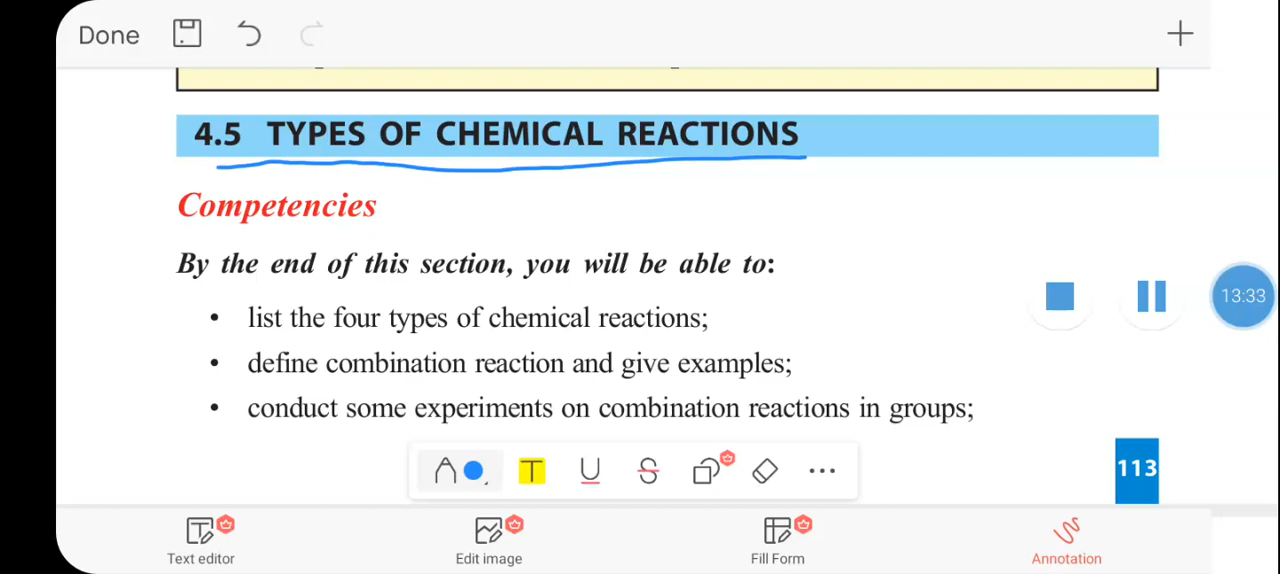 Done
4.5 TYPES OF CHEMICAL REACTIONS
Competencies
By the end of this section, you will be able to:
• list the four types of chemical reactions;
• define combination reaction and give examples;
• conduct some experiments on combination reactions in groups;
13:33
113
Text editor
Edit image
Fill Form
Annotation